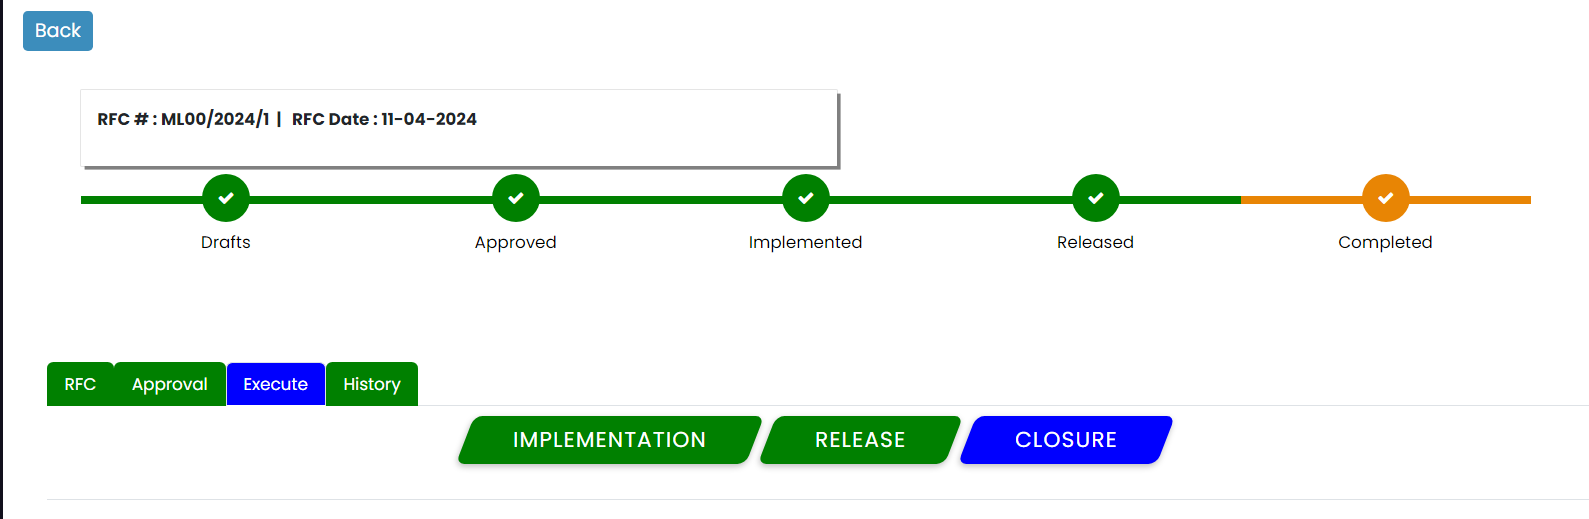 Back
RFC # : ML00/2024/1 | RFC Date : 11-04-2024
Drafts Approved Implemented Released Completed
RFC Approval Execute History
IMPLEMENTATION RELEASE CLOSURE